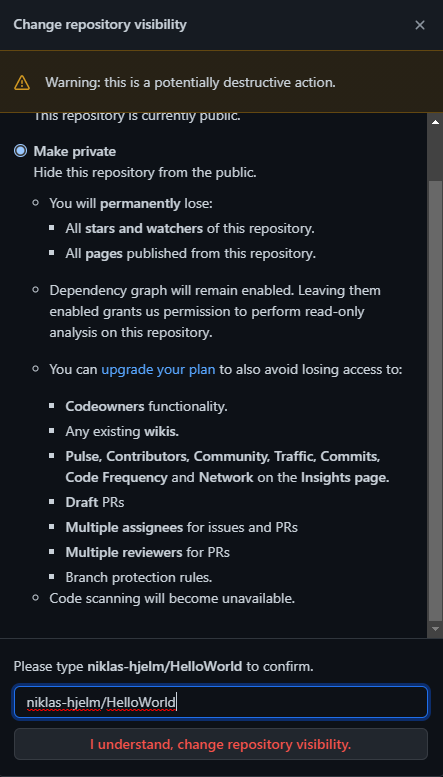 Change repository visibility
Warning: this is a potentially destructive action.
This repository is currently public.
Make private
Hide this repository from the public.
You will permanently lose:
All stars and watchers of this repository.
All pages published from this repository.
Dependency graph will remain enabled. Leaving them
enabled grants us permission to perform read-only
analysis on this repository.
You can upgrade your plan to also avoid losing access to:
Codeowners functionality.
Any existing wikis.
Pulse, Contributors, Community, Traffic, Commits,
Code Frequency and Network on the Insights page.
Draft PRs
Multiple assignees for issues and PRs
Multiple reviewers for PRs
Branch protection rules.
Code scanning will become unavailable.
Please type niklas-hjelm/HelloWorld to confirm.
niklas-hjelm/HelloWorld
I understand, change repository visibility.